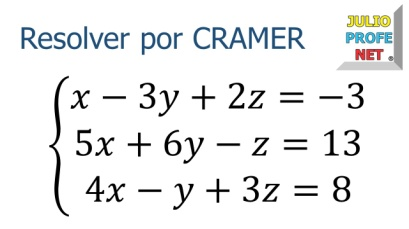 Resolver por CRAMER
JULIO
PROFE
NET ®
x − 3y + 2z = −3
5x + 6y − z = 13
4x − y + 3z = 8